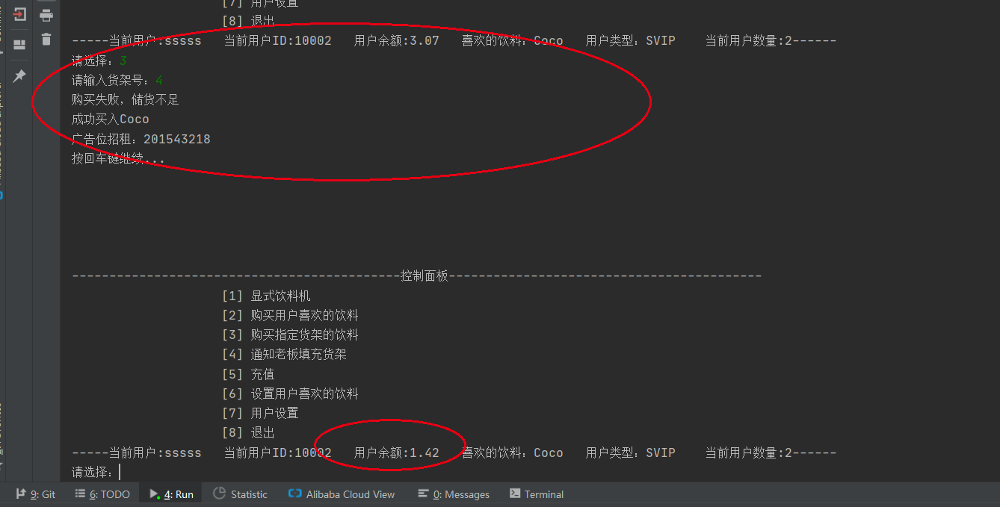 [7] 用户设置
[8] 退出
-----当前用户:sssss 当前用户ID:10002 用户余额:3.07 喜欢的饮料：Coco 用户类型：SVIP 当前用户数量:2------
请选择：3
请输入货架号：4
购买失败，储货不足
成功买入Coco
广告位招租：201543218
按回车键继续...
--------------------------------------------控制面板------------------------------------------
[1] 显式饮料机
[2] 购买用户喜欢的饮料
[3] 购买指定货架的饮料
[4] 通知老板填充货架
[5] 充值
[6] 设置用户喜欢的饮料
[7] 用户设置
[8] 退出
-----当前用户:sssss 当前用户ID:10002 用户余额:1.42 喜欢的饮料：Coco 用户类型：SVIP 当前用户数量:2------
请选择：
9: Git 6: TODO 4: Run Statistic Alibaba Cloud View 0: Messages Terminal